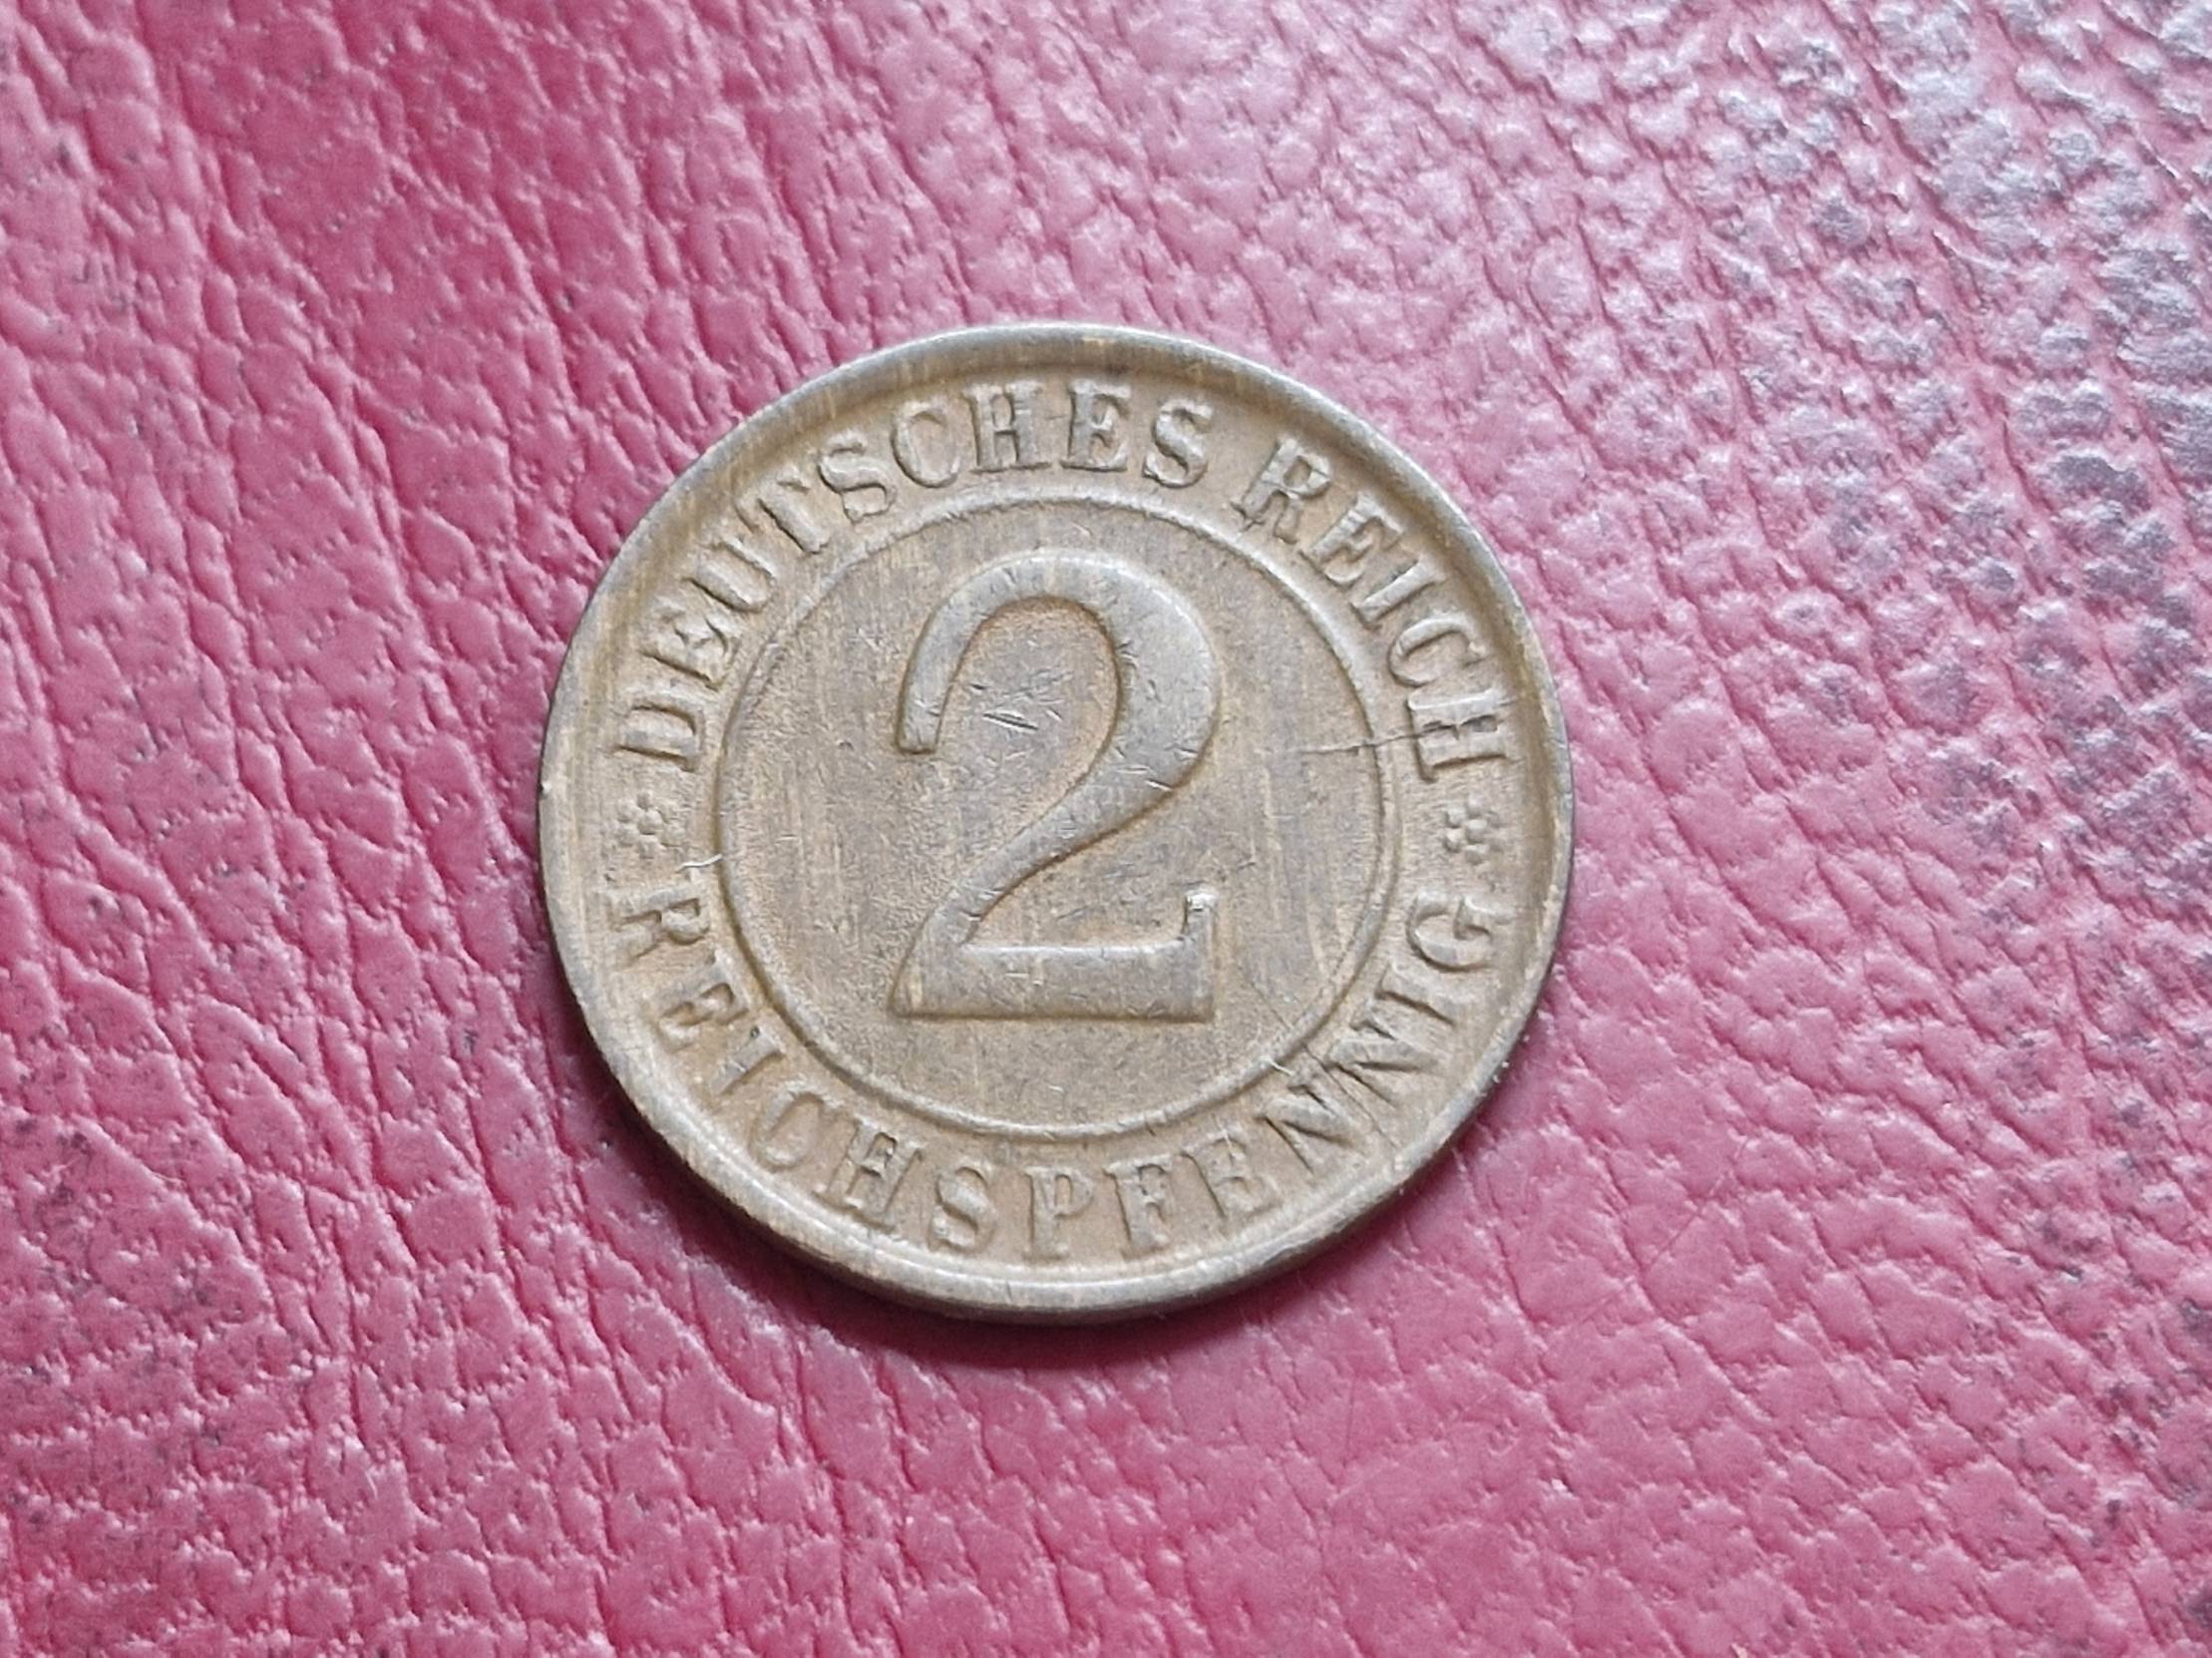 DEUTSCHES REICH
2
REICHSPFENNIG